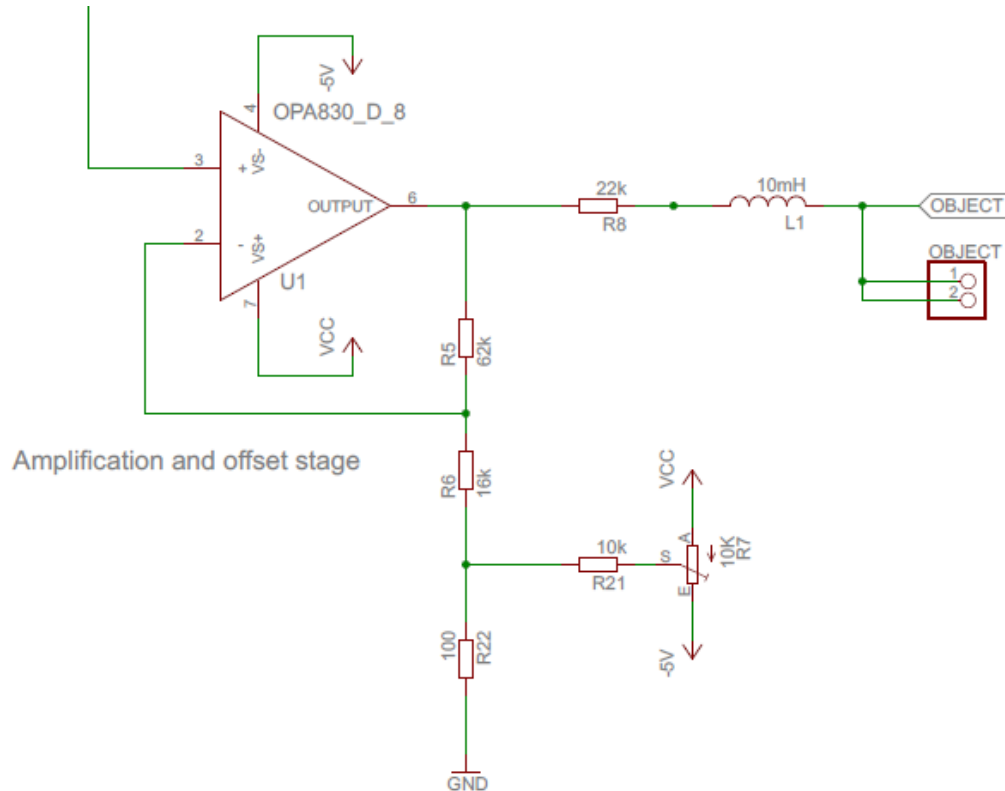 -5V
4
OPA830_D_8
3
+
VS-
OUTPUT
6
22k
R8
10mH
L1
OBJECT
2
-
VS+
U1
7
OBJECT
1
2
VCC
R5
62k
Amplification and offset stage
R6
16k
VCC
10k
R21
S
A
E
10K
R7
100
R22
-5V
GND